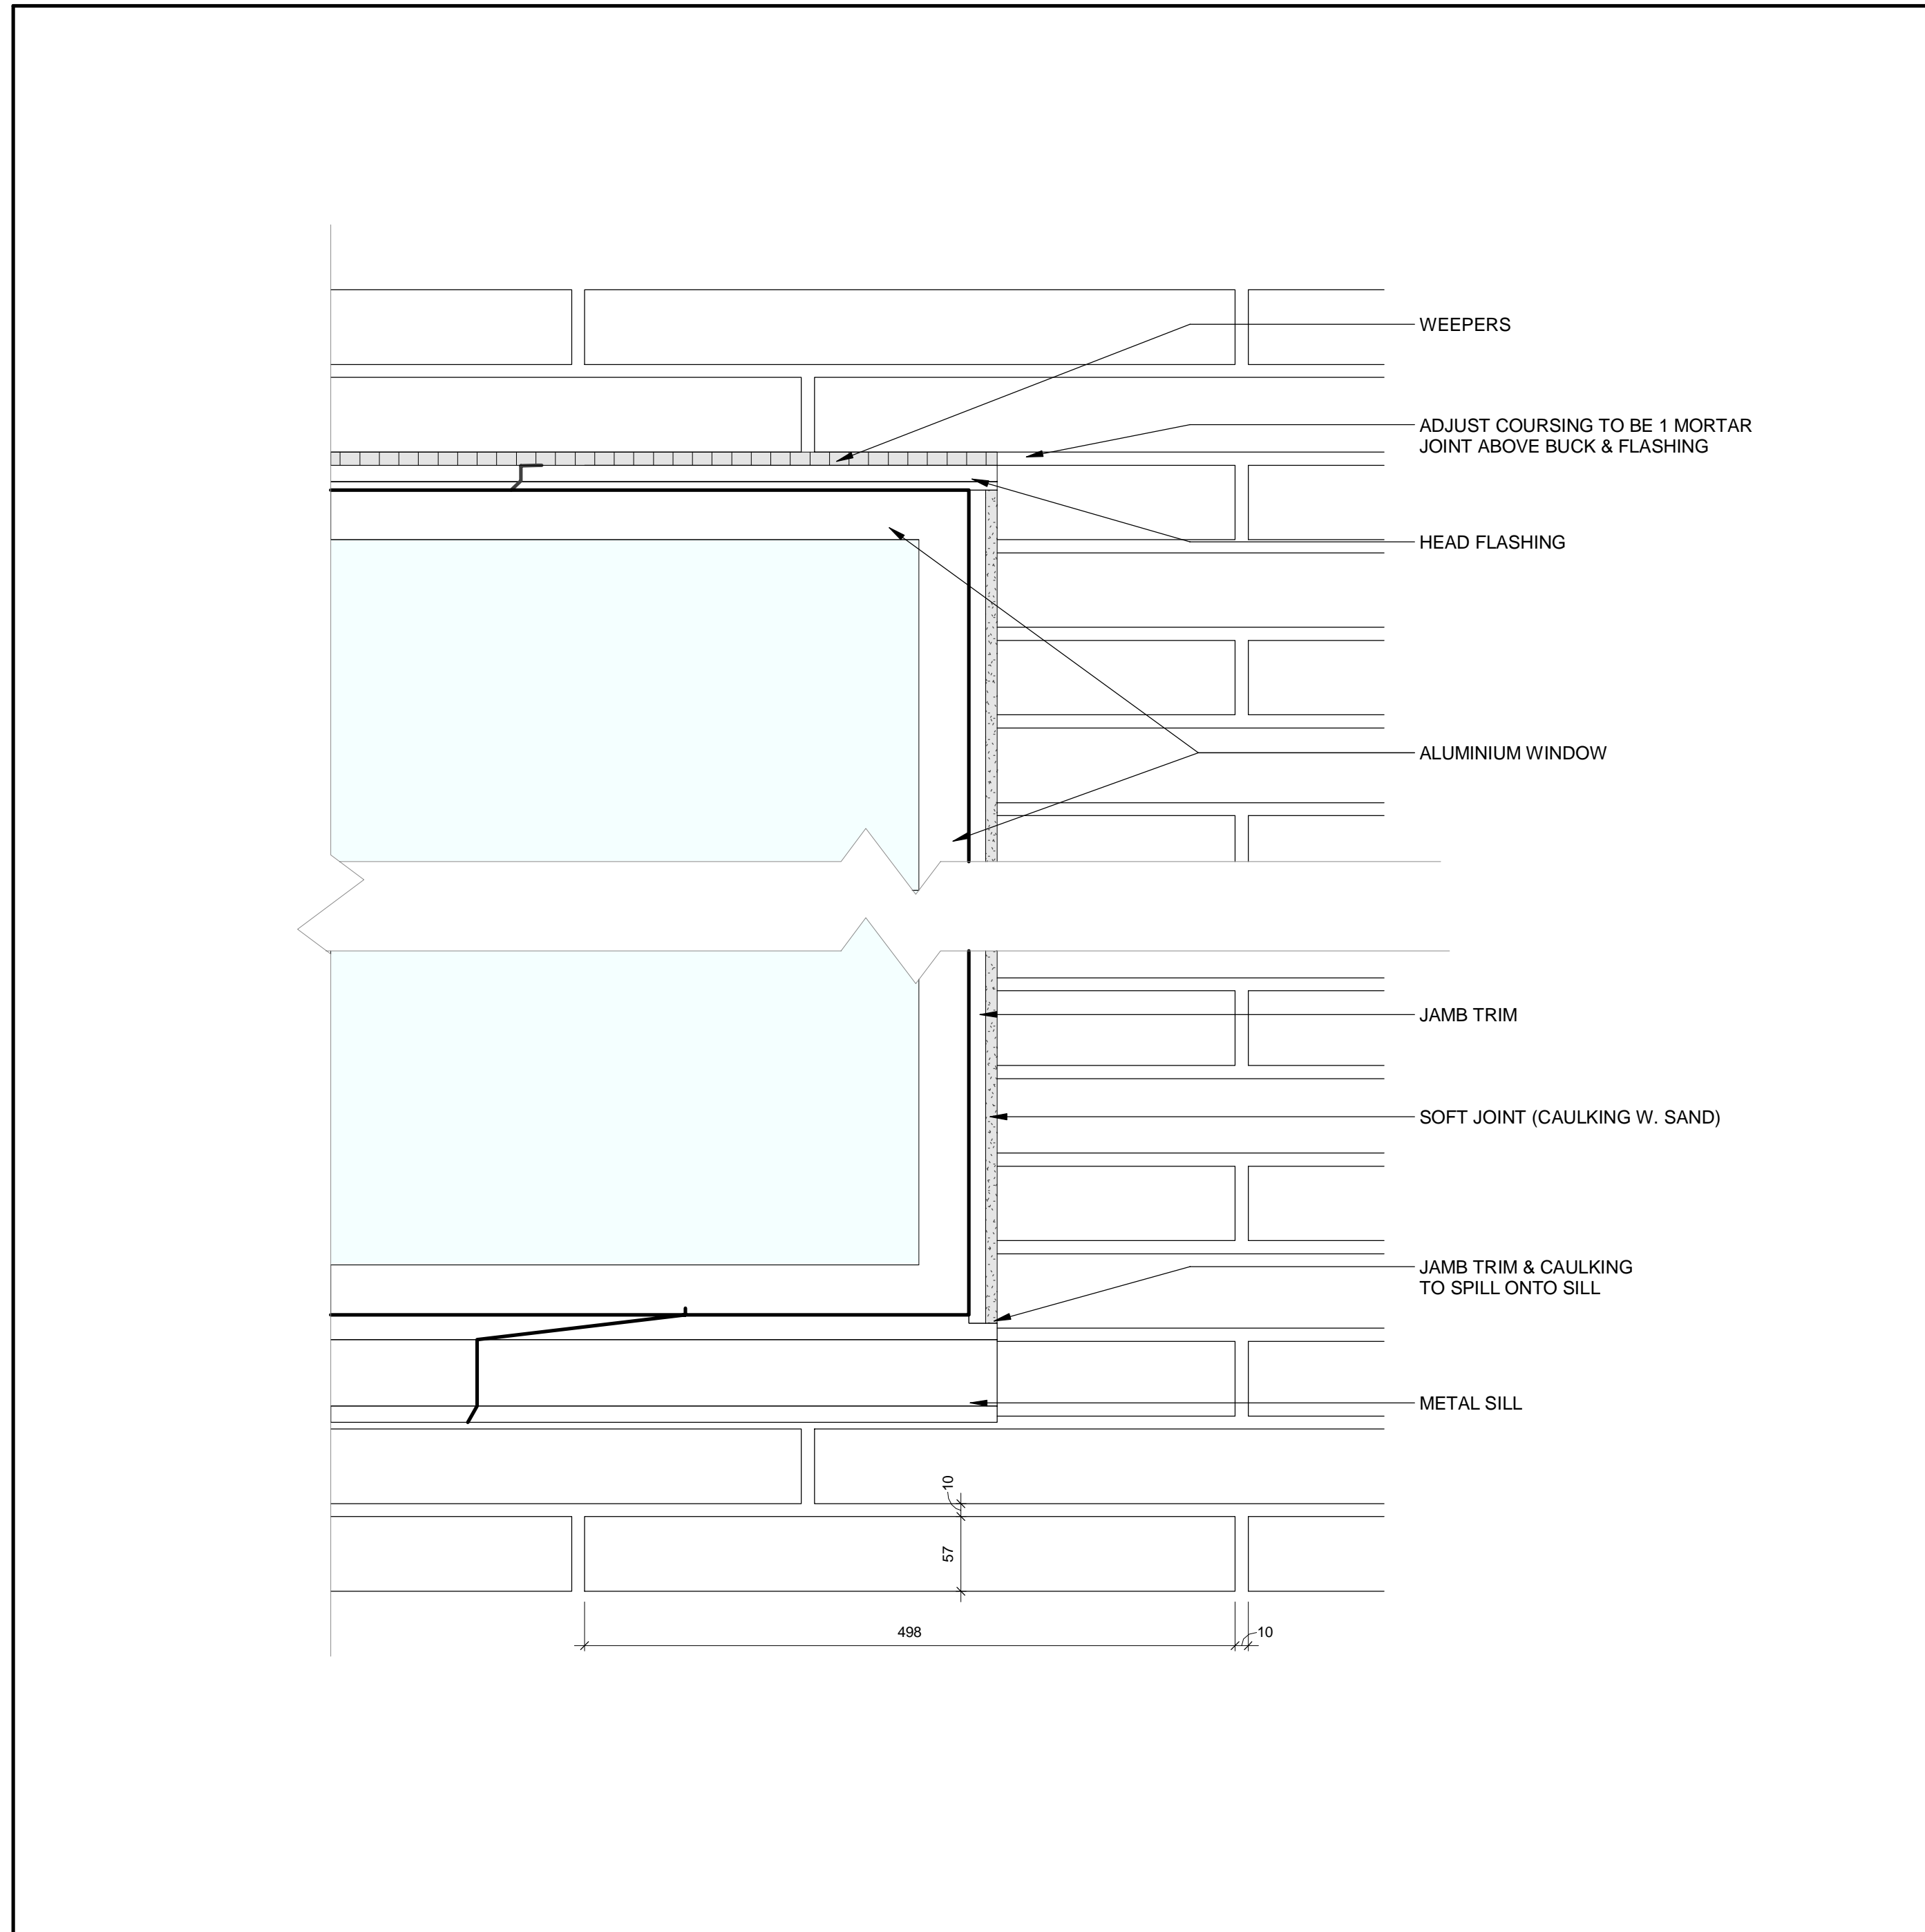 WEEPERS
ADJUST COURSING TO BE 1 MORTAR
JOINT ABOVE BUCK & FLASHING
HEAD FLASHING
ALUMINIUM WINDOW
JAMB TRIM
SOFT JOINT (CAULKING W. SAND)
JAMB TRIM & CAULKING
TO SPILL ONTO SILL
METAL SILL
10
57
498
10